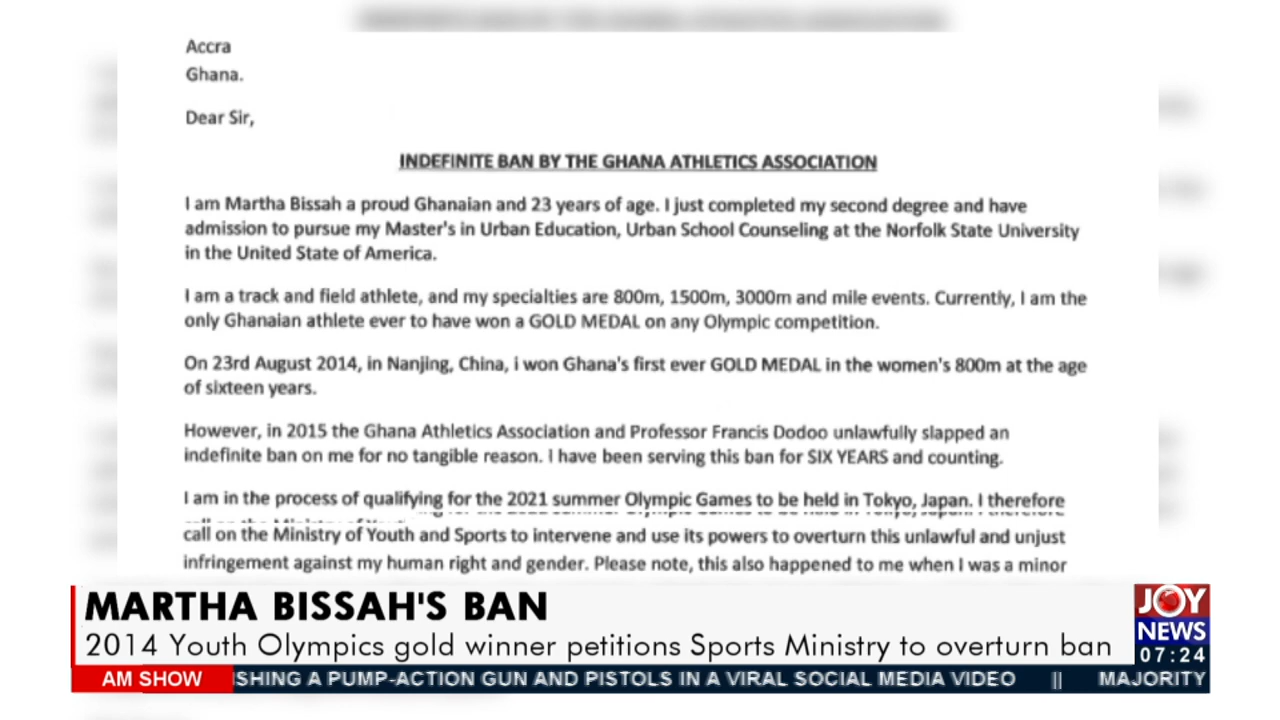 Accra
Ghana.
Dear Sir,
INDEFINITE BAN BY THE GHANA ATHLETICS ASSOCIATION
I am Martha Bissah a proud Ghanaian and 23 years of age. I just completed my second degree and have
admission to pursue my Master's in Urban Education, Urban School Counseling at the Norfolk State University
in the United State of America.
I am a track and field athlete, and my specialties are 800m, 1500m, 3000m and mile events. Currently, I am the
only Ghanaian athlete ever to have won a GOLD MEDAL on any Olympic competition.
On 23rd August 2014, in Nanjing, China, i won Ghana's first ever GOLD MEDAL in the women's 800m at the age
of sixteen years.
However, in 2015 the Ghana Athletics Association and Professor Francis Dodoo unlawfully slapped an
indefinite ban on me for no tangible reason. I have been serving this ban for SIX YEARS and counting.
I am in the process of qualifying for the 2021 summer Olympic Games to be held in Tokyo, Japan. I therefore
call on the Ministry of Youth and Sports to intervene and use its powers to overturn this unlawful and unjust
infringement against my human right and gender. Please note, this also happened to me when I was a minor
MARTHA BISSAH'S BAN
2014 Youth Olympics gold winner petitions Sports Ministry to overturn ban
JOY
NEWS
07:24
AM SHOW
SHING A PUMP-ACTION GUN AND PISTOLS IN A VIRAL SOCIAL MEDIA VIDEO || MAJORITY